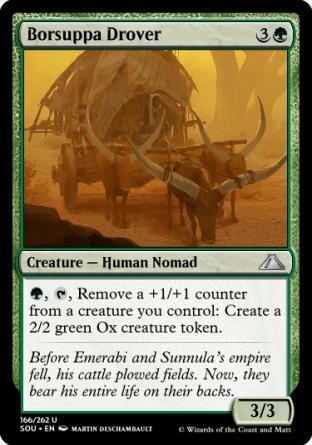 Borsuppa Drover 3
Creature — Human Nomad
, , Remove a +1/+1 counter
from a creature you control: Create a
2/2 green Ox creature token.
Before Emerabi and Sunnula's empire
fell, his cattle plowed fields. Now, they
bear his entire life on their backs.
3/3
166/262 U
SOU • EN MARTIN DESCHAMBAULT © Wizards of the Coast and Matt